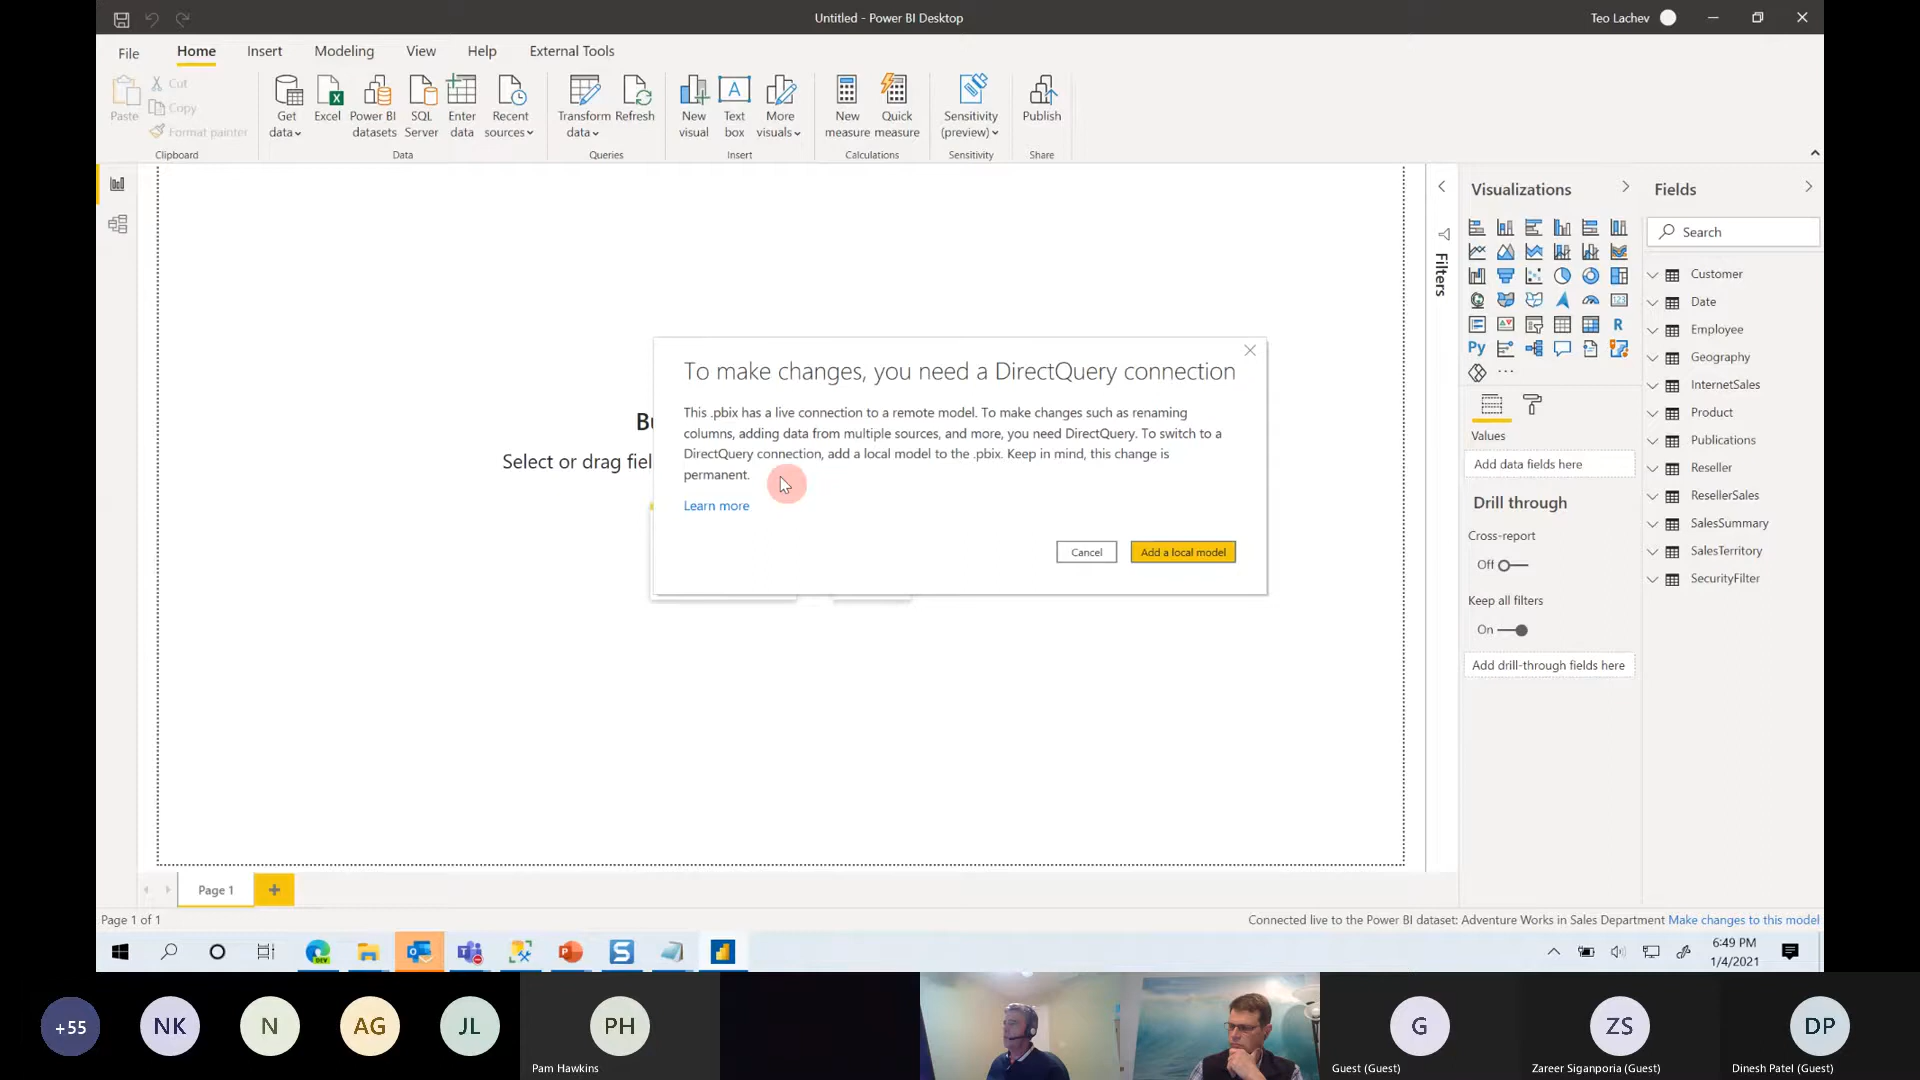 Untitled - Power BI Desktop
Teo Lachev
File
Home
Insert
Modeling
View
Help
External Tools
Paste
Cut
Copy
Format painter
Clipboard
Get data
Excel
Power BI datasets
SQL Server
Enter data
Recent sources
Data
Transform data
Refresh
Queries
New visual
Text box
More visuals
Insert
New measure
Quick measure
Calculations
Sensitivity (preview)
Sensitivity
Publish
Share
Bu
Select or drag fiel
To make changes, you need a DirectQuery connection
This .pbix has a live connection to a remote model. To make changes such as renaming
columns, adding data from multiple sources, and more, you need DirectQuery. To switch to a
DirectQuery connection, add a local model to the .pbix. Keep in mind, this change is
permanent.
Learn more
Cancel
Add a local model
Filters
Visualizations
R
Py
123
Values
Add data fields here
Drill through
Cross-report
Off
Keep all filters
On
Add drill-through fields here
Fields
Search
Customer
Date
Employee
Geography
InternetSales
Product
Publications
Reseller
ResellerSales
SalesSummary
SalesTerritory
SecurityFilter
Page 1
+
Page 1 of 1
Connected live to the Power BI dataset: Adventure Works in Sales Department Make changes to this model
6:49 PM
1/4/2021
+55
NK
N
AG
JL
PH
Pam Hawkins
G
Guest (Guest)
ZS
Zareer Siganporia (Guest)
DP
Dinesh Patel (Guest)